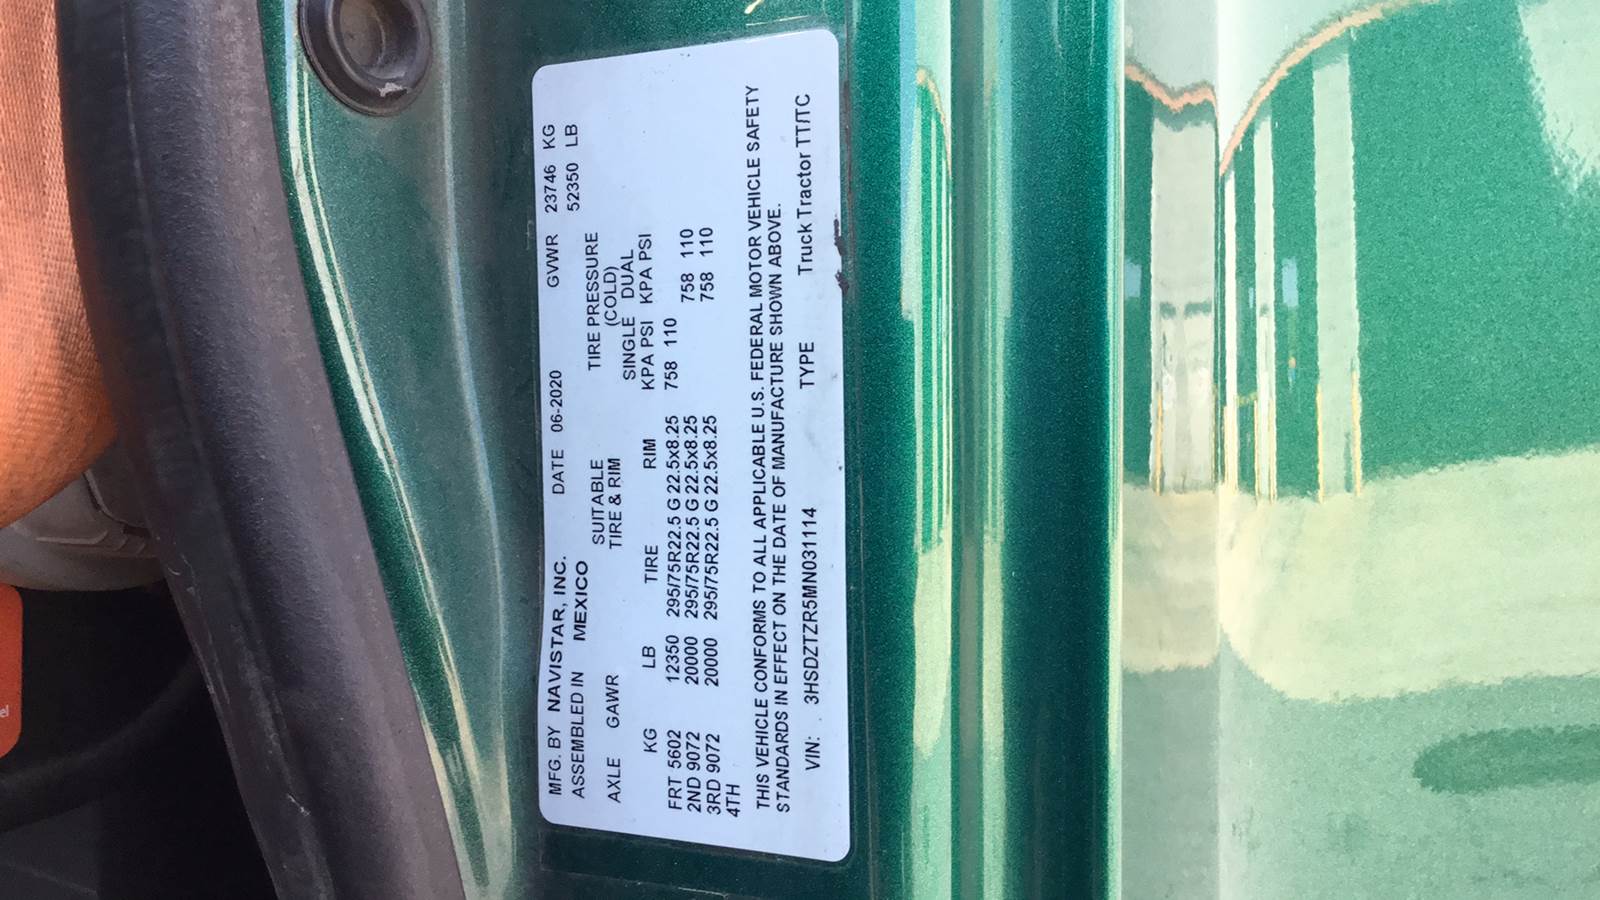 MFG. BY NAVISTAR, INC. DATE 06-2020 GVWR 23746 KG
ASSEMBLED IN MEXICO 52350 LB
SUITABLE TIRE PRESSURE
AXLE GAWR TIRE & RIM (COLD)
SINGLE DUAL
KG LB TIRE RIM KPA PSI KPA PSI
FRT 5602 12350 295/75R22.5 G 22.5x8.25 758 110
2ND 9072 20000 295/75R22.5 G 22.5x8.25 758 110
3RD 9072 20000 295/75R22.5 G 22.5x8.25 758 110
4TH
THIS VEHICLE CONFORMS TO ALL APPLICABLE U.S. FEDERAL MOTOR VEHICLE SAFETY
STANDARDS IN EFFECT ON THE DATE OF MANUFACTURE SHOWN ABOVE.
VIN: 3HSDZTZR5MN031114 TYPE Truck Tractor TT/TC
el